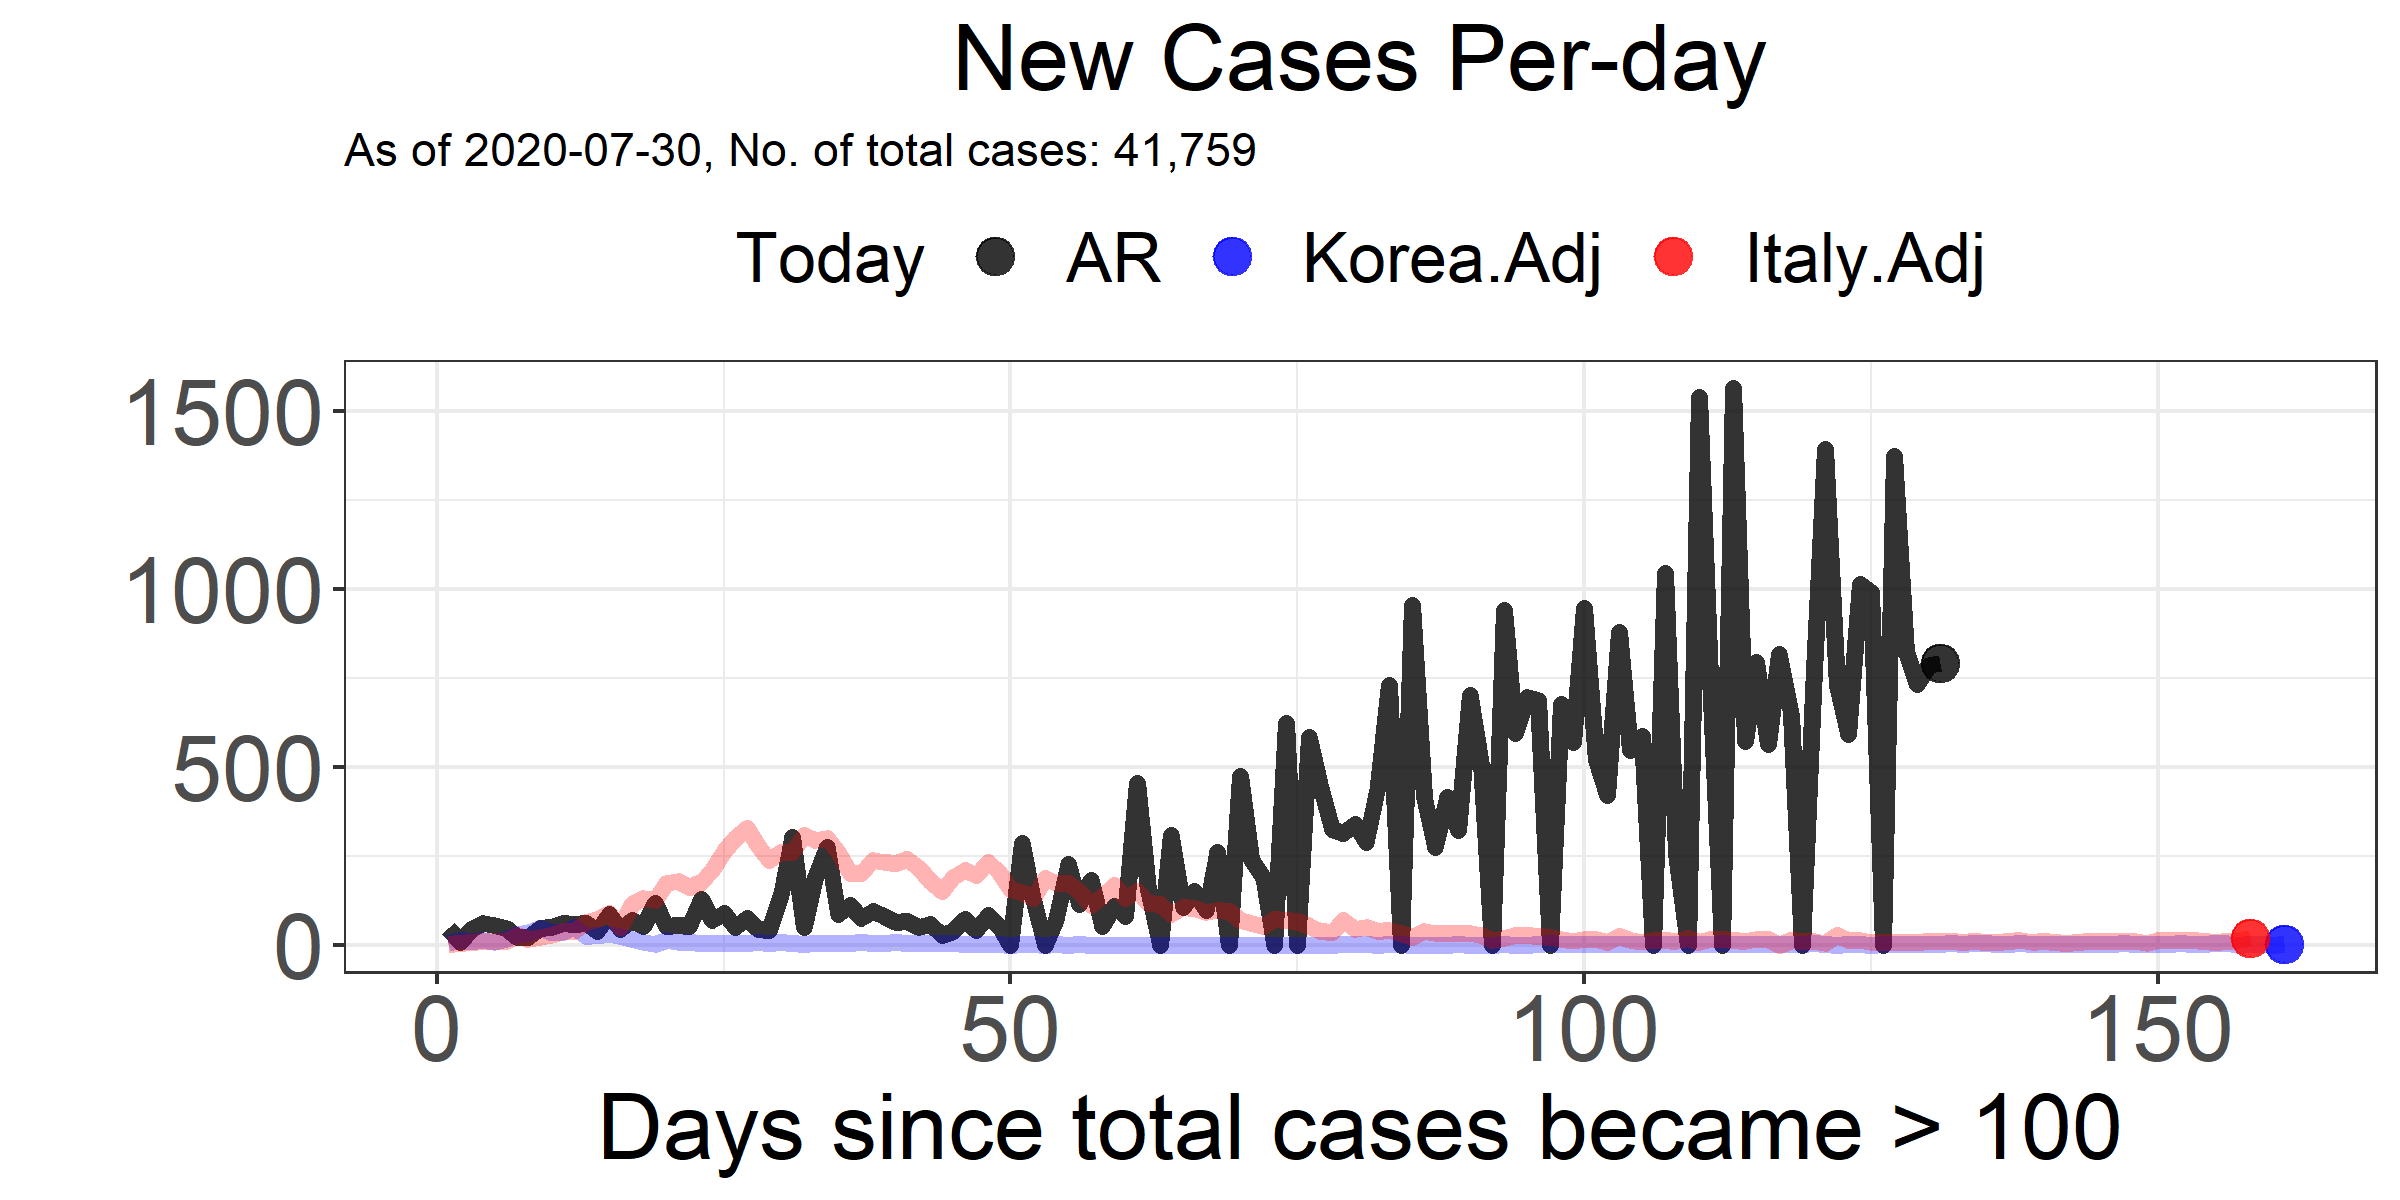 New Cases Per-day
As of 2020-07-30, No. of total cases: 41,759
Today AR Korea.Adj Italy.Adj
1500
1000
500
0
0 50 100 150
Days since total cases became > 100